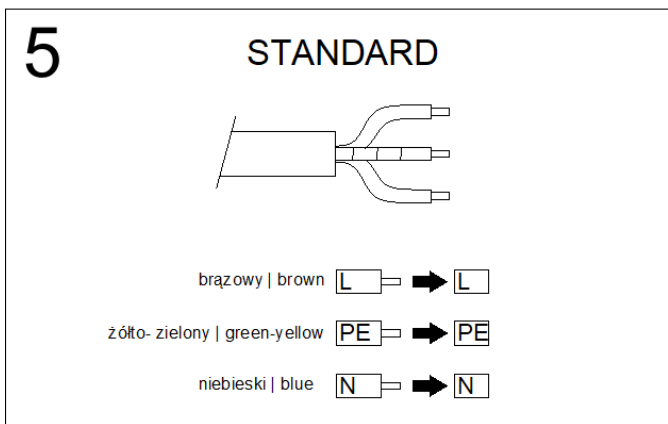 5
STANDARD
brązowy | brown L L
żółto- zielony | green-yellow PE PE
niebieski | blue N N